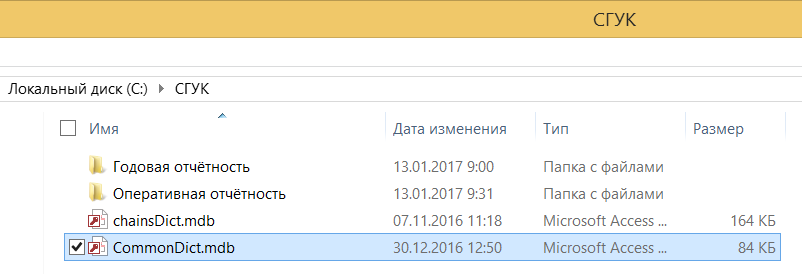 СГУК
Локальный диск (C:) СГУК
Имя Дата изменения Тип Размер
Годовая отчётность 13.01.2017 9:00 Папка с файлами
Оперативная отчётность 13.01.2017 9:31 Папка с файлами
chainsDict.mdb 07.11.2016 11:18 Microsoft Access ... 164 КБ
CommonDict.mdb 30.12.2016 12:50 Microsoft Access ... 84 КБ